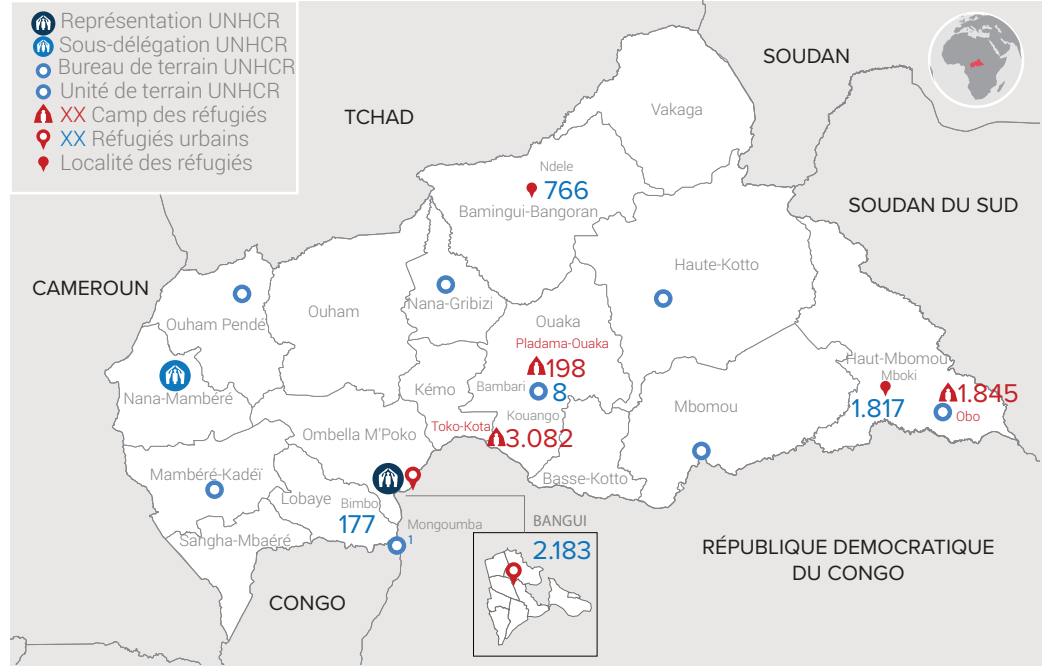 Représentation UNHCR
Sous-délégation UNHCR
Bureau de terrain UNHCR
Unité de terrain UNHCR
XX Camp des réfugiés
XX Réfugiés urbains
Localité des réfugiés
SOUDAN
TCHAD
Vakaga
Ndele
766
Bamingui-Bangoran
SOUDAN DU SUD
CAMEROUN
Haute-Kotto
Nana-Gribizi
Ouham
Ouham Pendé
Ouaka
Pladama-Ouaka
198
Bambari
8
Haut-Mbomou
Mboki
1.817
1.845
Obo
Nana-Mambéré
Kémo
Kouango
Toko-Kota
3.082
Mbomou
Ombella M'Poko
Basse-Kotto
Mambéré-Kadéï
Lobaye
Bimbo
177
Mongoumba
1
Sangha-Mbaéré
BANGUI
2.183
RÉPUBLIQUE DEMOCRATIQUE
DU CONGO
CONGO